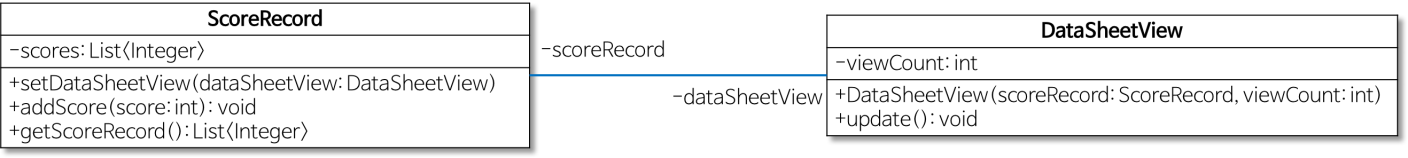 ScoreRecord
-scores: List〈Integer〉
+setDataSheetView(dataSheetView: DataSheetView)
+addScore(score: int): void
+getScoreRecord(): List〈Integer〉
-scoreRecord
-dataSheetView
DataSheetView
-viewCount: int
+DataSheetView(scoreRecord: ScoreRecord, viewCount: int)
+update(): void